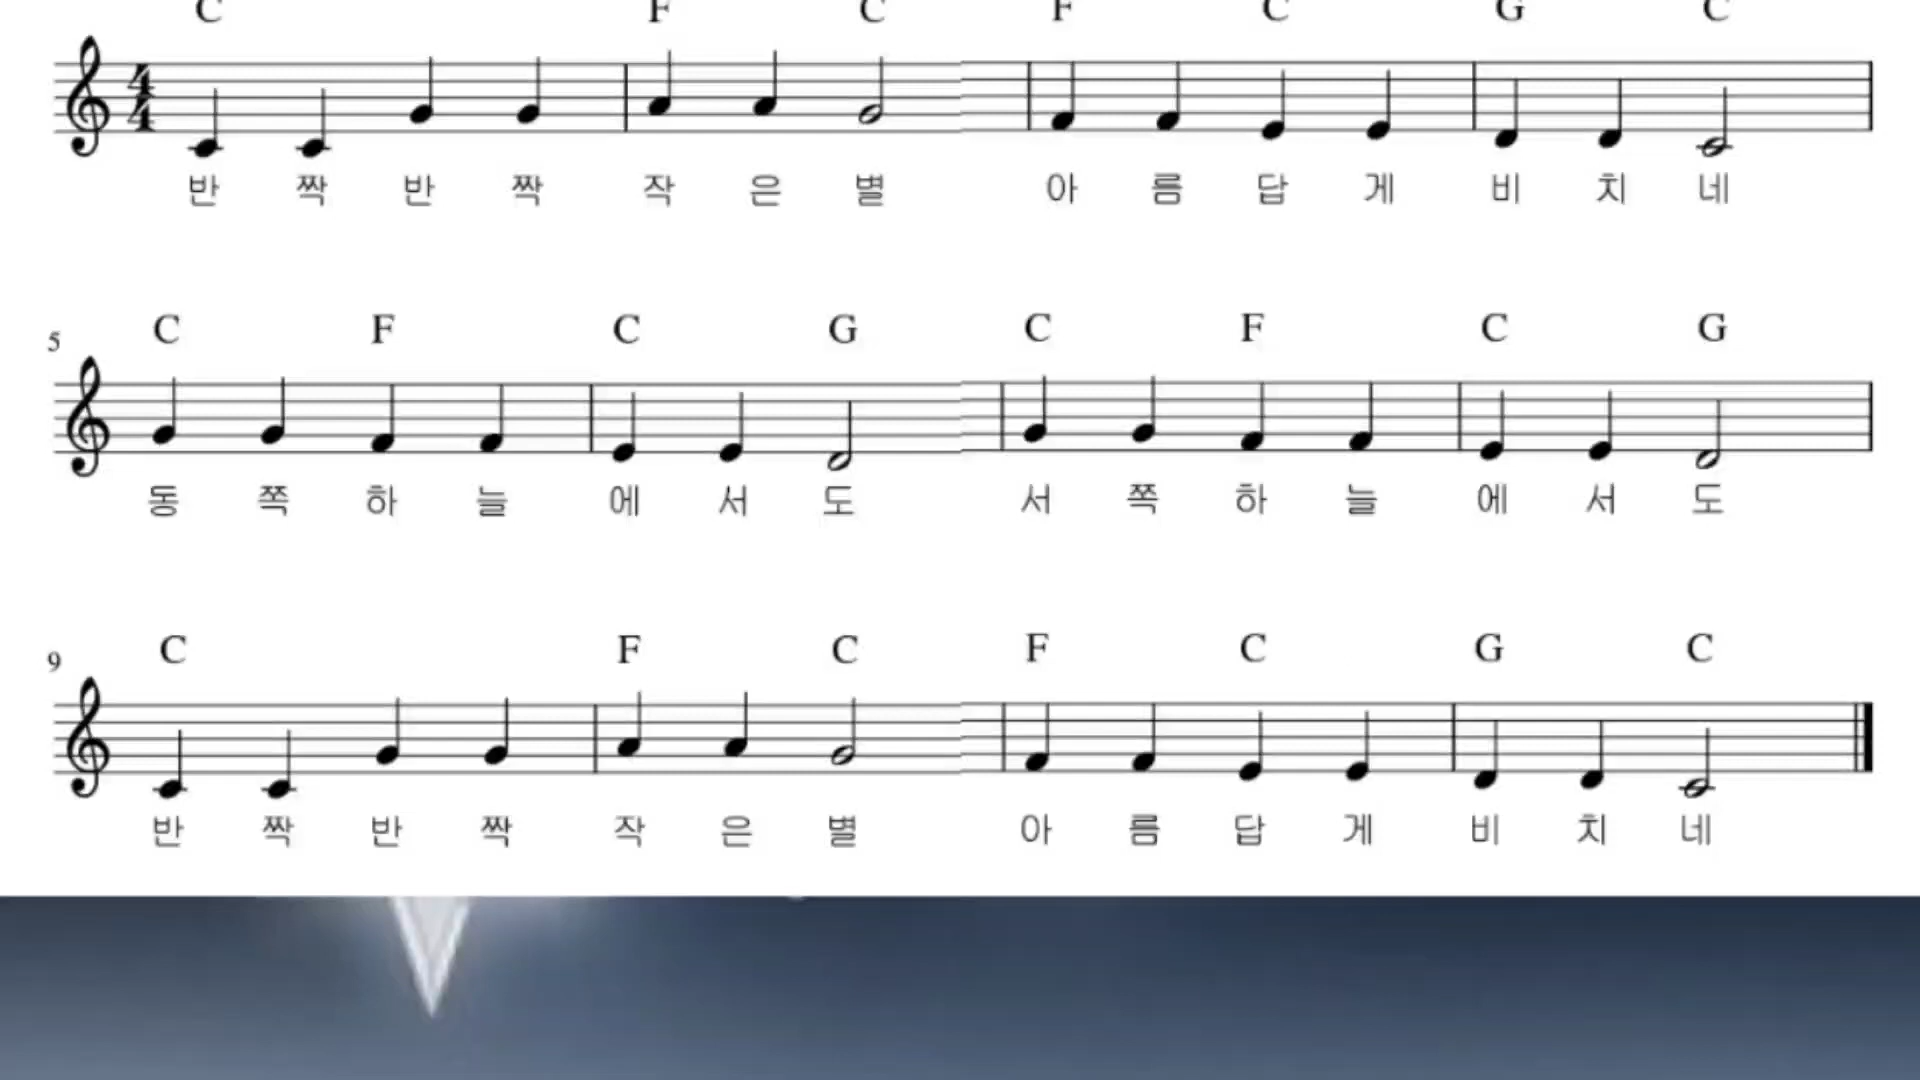 C F C F C G C
4
4
반 짝 반 짝 작 은 별 아 름 답 게 비 치 네
5 C F C G C F C G
동 쪽 하 늘 에 서 도 서 쪽 하 늘 에 서 도
9 C F C F C G C
반 짝 반 짝 작 은 별 아 름 답 게 비 치 네